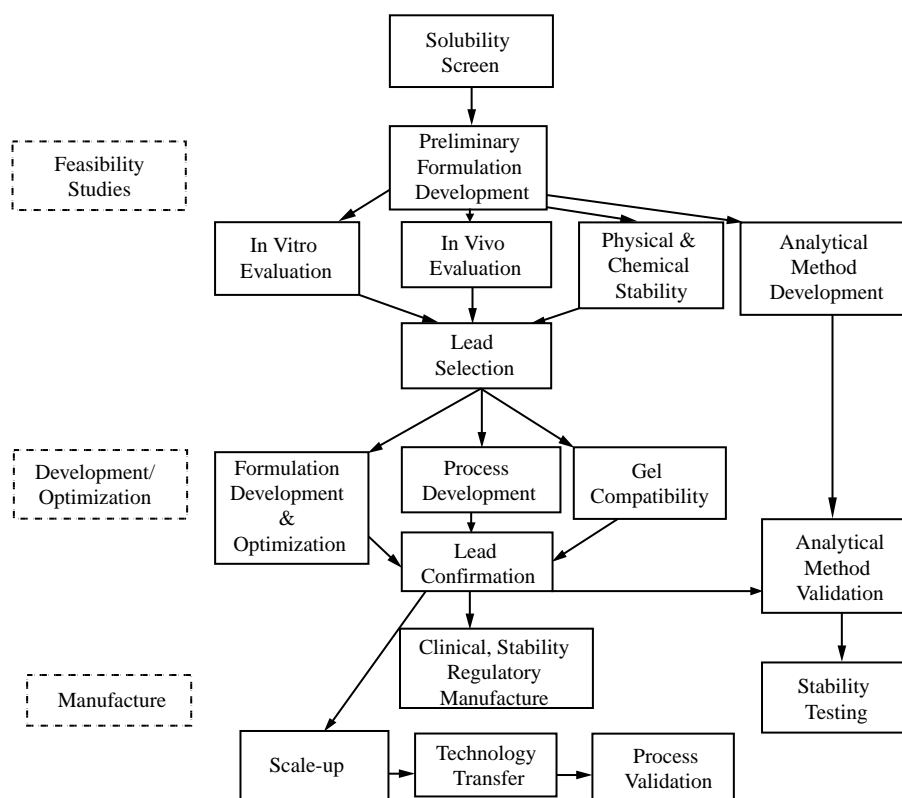 Solubility
Screen
Preliminary
Formulation
Development
Feasibility
Studies
In Vitro
Evaluation
In Vivo
Evaluation
Physical &
Chemical
Stability
Analytical
Method
Development
Lead
Selection
Development/
Optimization
Formulation
Development
&
Optimization
Process
Development
Gel
Compatibility
Lead
Confirmation
Analytical
Method
Validation
Clinical, Stability
Regulatory
Manufacture
Manufacture
Stability
Testing
Scale-up
Technology
Transfer
Process
Validation